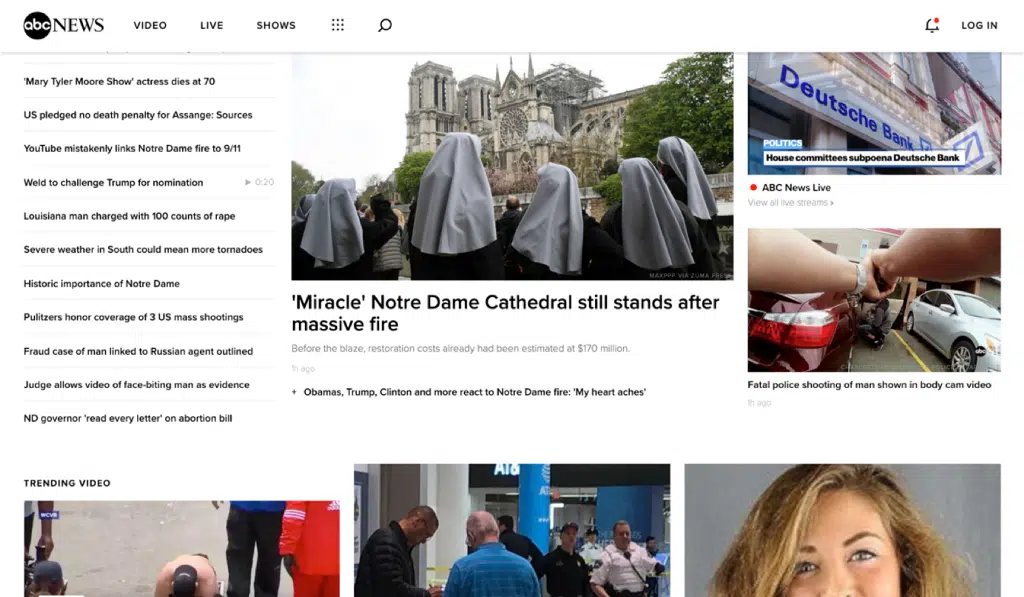 abc NEWS VIDEO LIVE SHOWS LOG IN
'Mary Tyler Moore Show' actress dies at 70
US pledged no death penalty for Assange: Sources
YouTube mistakenly links Notre Dame fire to 9/11
Weld to challenge Trump for nomination 0:20
Louisiana man charged with 100 counts of rape
Severe weather in South could mean more tornadoes
Historic importance of Notre Dame
Pulitzers honor coverage of 3 US mass shootings
Fraud case of man linked to Russian agent outlined
Judge allows video of face-biting man as evidence
ND governor 'read every letter' on abortion bill
MAXPPP VIA ZUMA PRESS
'Miracle' Notre Dame Cathedral still stands after
massive fire
Before the blaze, restoration costs already had been estimated at $170 million.
1h ago
+ Obamas, Trump, Clinton and more react to Notre Dame fire: 'My heart aches'
Deutsche Bank
POLITICS
House committees subpoena Deutsche Bank
ABC News Live
View all live streams ›
abc
Fatal police shooting of man shown in body cam video
1h ago
TRENDING VIDEO
WCVB
AT&T